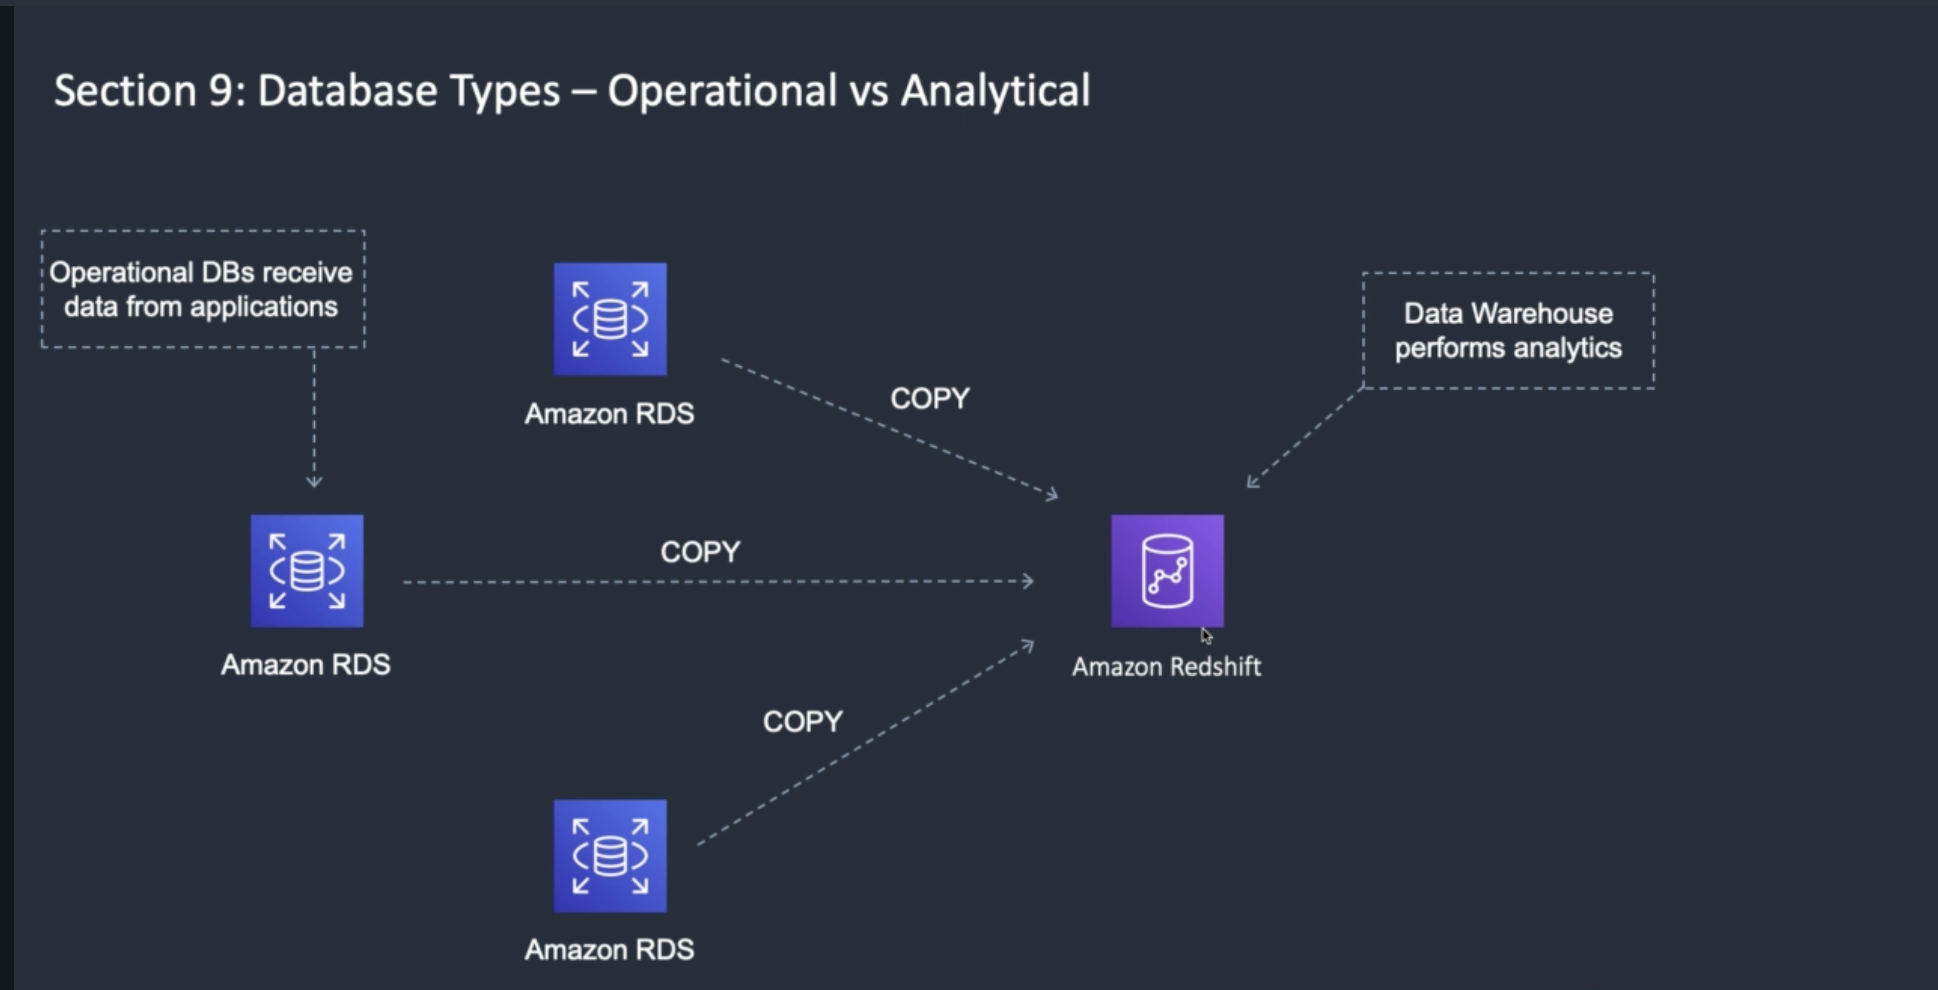 Section 9: Database Types – Operational vs Analytical
Operational DBs receive
data from applications
Amazon RDS
COPY
Data Warehouse
performs analytics
COPY
Amazon RDS
Amazon Redshift
COPY
Amazon RDS